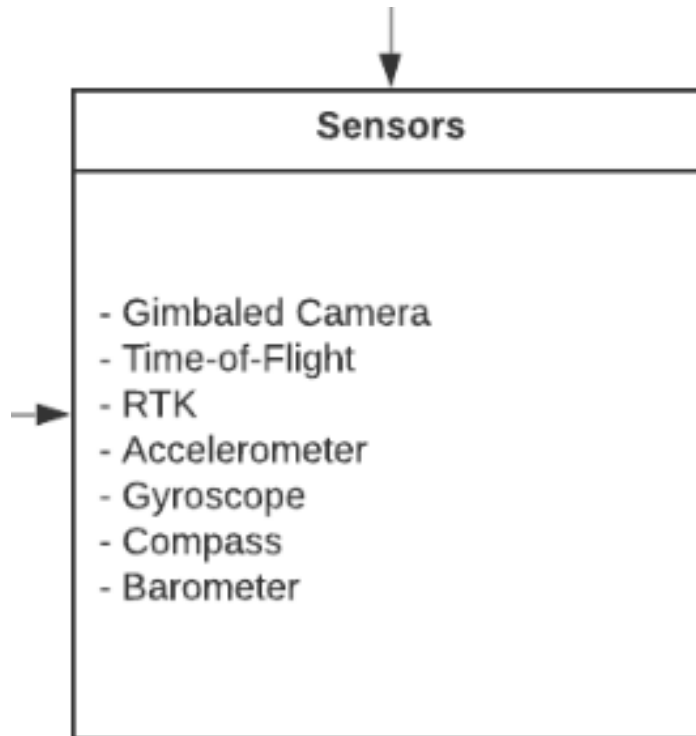 Sensors
- Gimbaled Camera
- Time-of-Flight
- RTK
- Accelerometer
- Gyroscope
- Compass
- Barometer